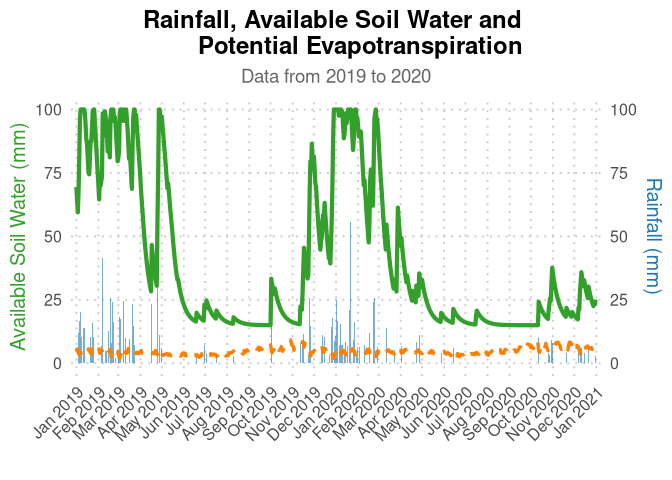 Rainfall, Available Soil Water and
Potential Evapotranspiration
Data from 2019 to 2020
Available Soil Water (mm)
100
75
50
25
0
100
75
50
25
0
Rainfall (mm)
Jan 2019
Feb 2019
Mar 2019
Apr 2019
May 2019
Jun 2019
Jul 2019
Aug 2019
Sep 2019
Oct 2019
Nov 2019
Dec 2019
Jan 2020
Feb 2020
Mar 2020
Apr 2020
May 2020
Jun 2020
Jul 2020
Aug 2020
Sep 2020
Oct 2020
Nov 2020
Dec 2020
Jan 2021